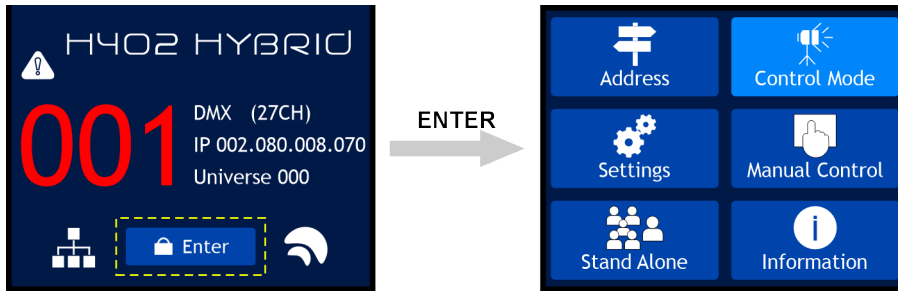 H402 HYBRID
001
DMX (27CH)
IP 002.080.008.070
Universe 000
Enter
ENTER
Address
Control Mode
Settings
Manual Control
Stand Alone
Information